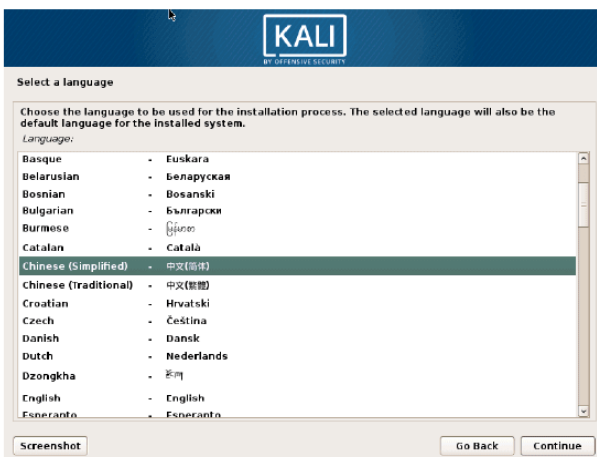 KALI
BY OFFENSIVE SECURITY
Select a language
Choose the language to be used for the installation process. The selected language will also be the
default language for the installed system.
Language:
Basque - Euskara
Belarusian - Беларуская
Bosnian - Bosanski
Bulgarian - Български
Burmese - မြန်မာစာ
Catalan - Català
Chinese (Simplified) - 中文(简体)
Chinese (Traditional) - 中文(繁體)
Croatian - Hrvatski
Czech - Čeština
Danish - Dansk
Dutch - Nederlands
Dzongkha - རྫོང་ཁ།
English - English
Esperanto - Esperanto
Screenshot Go Back Continue